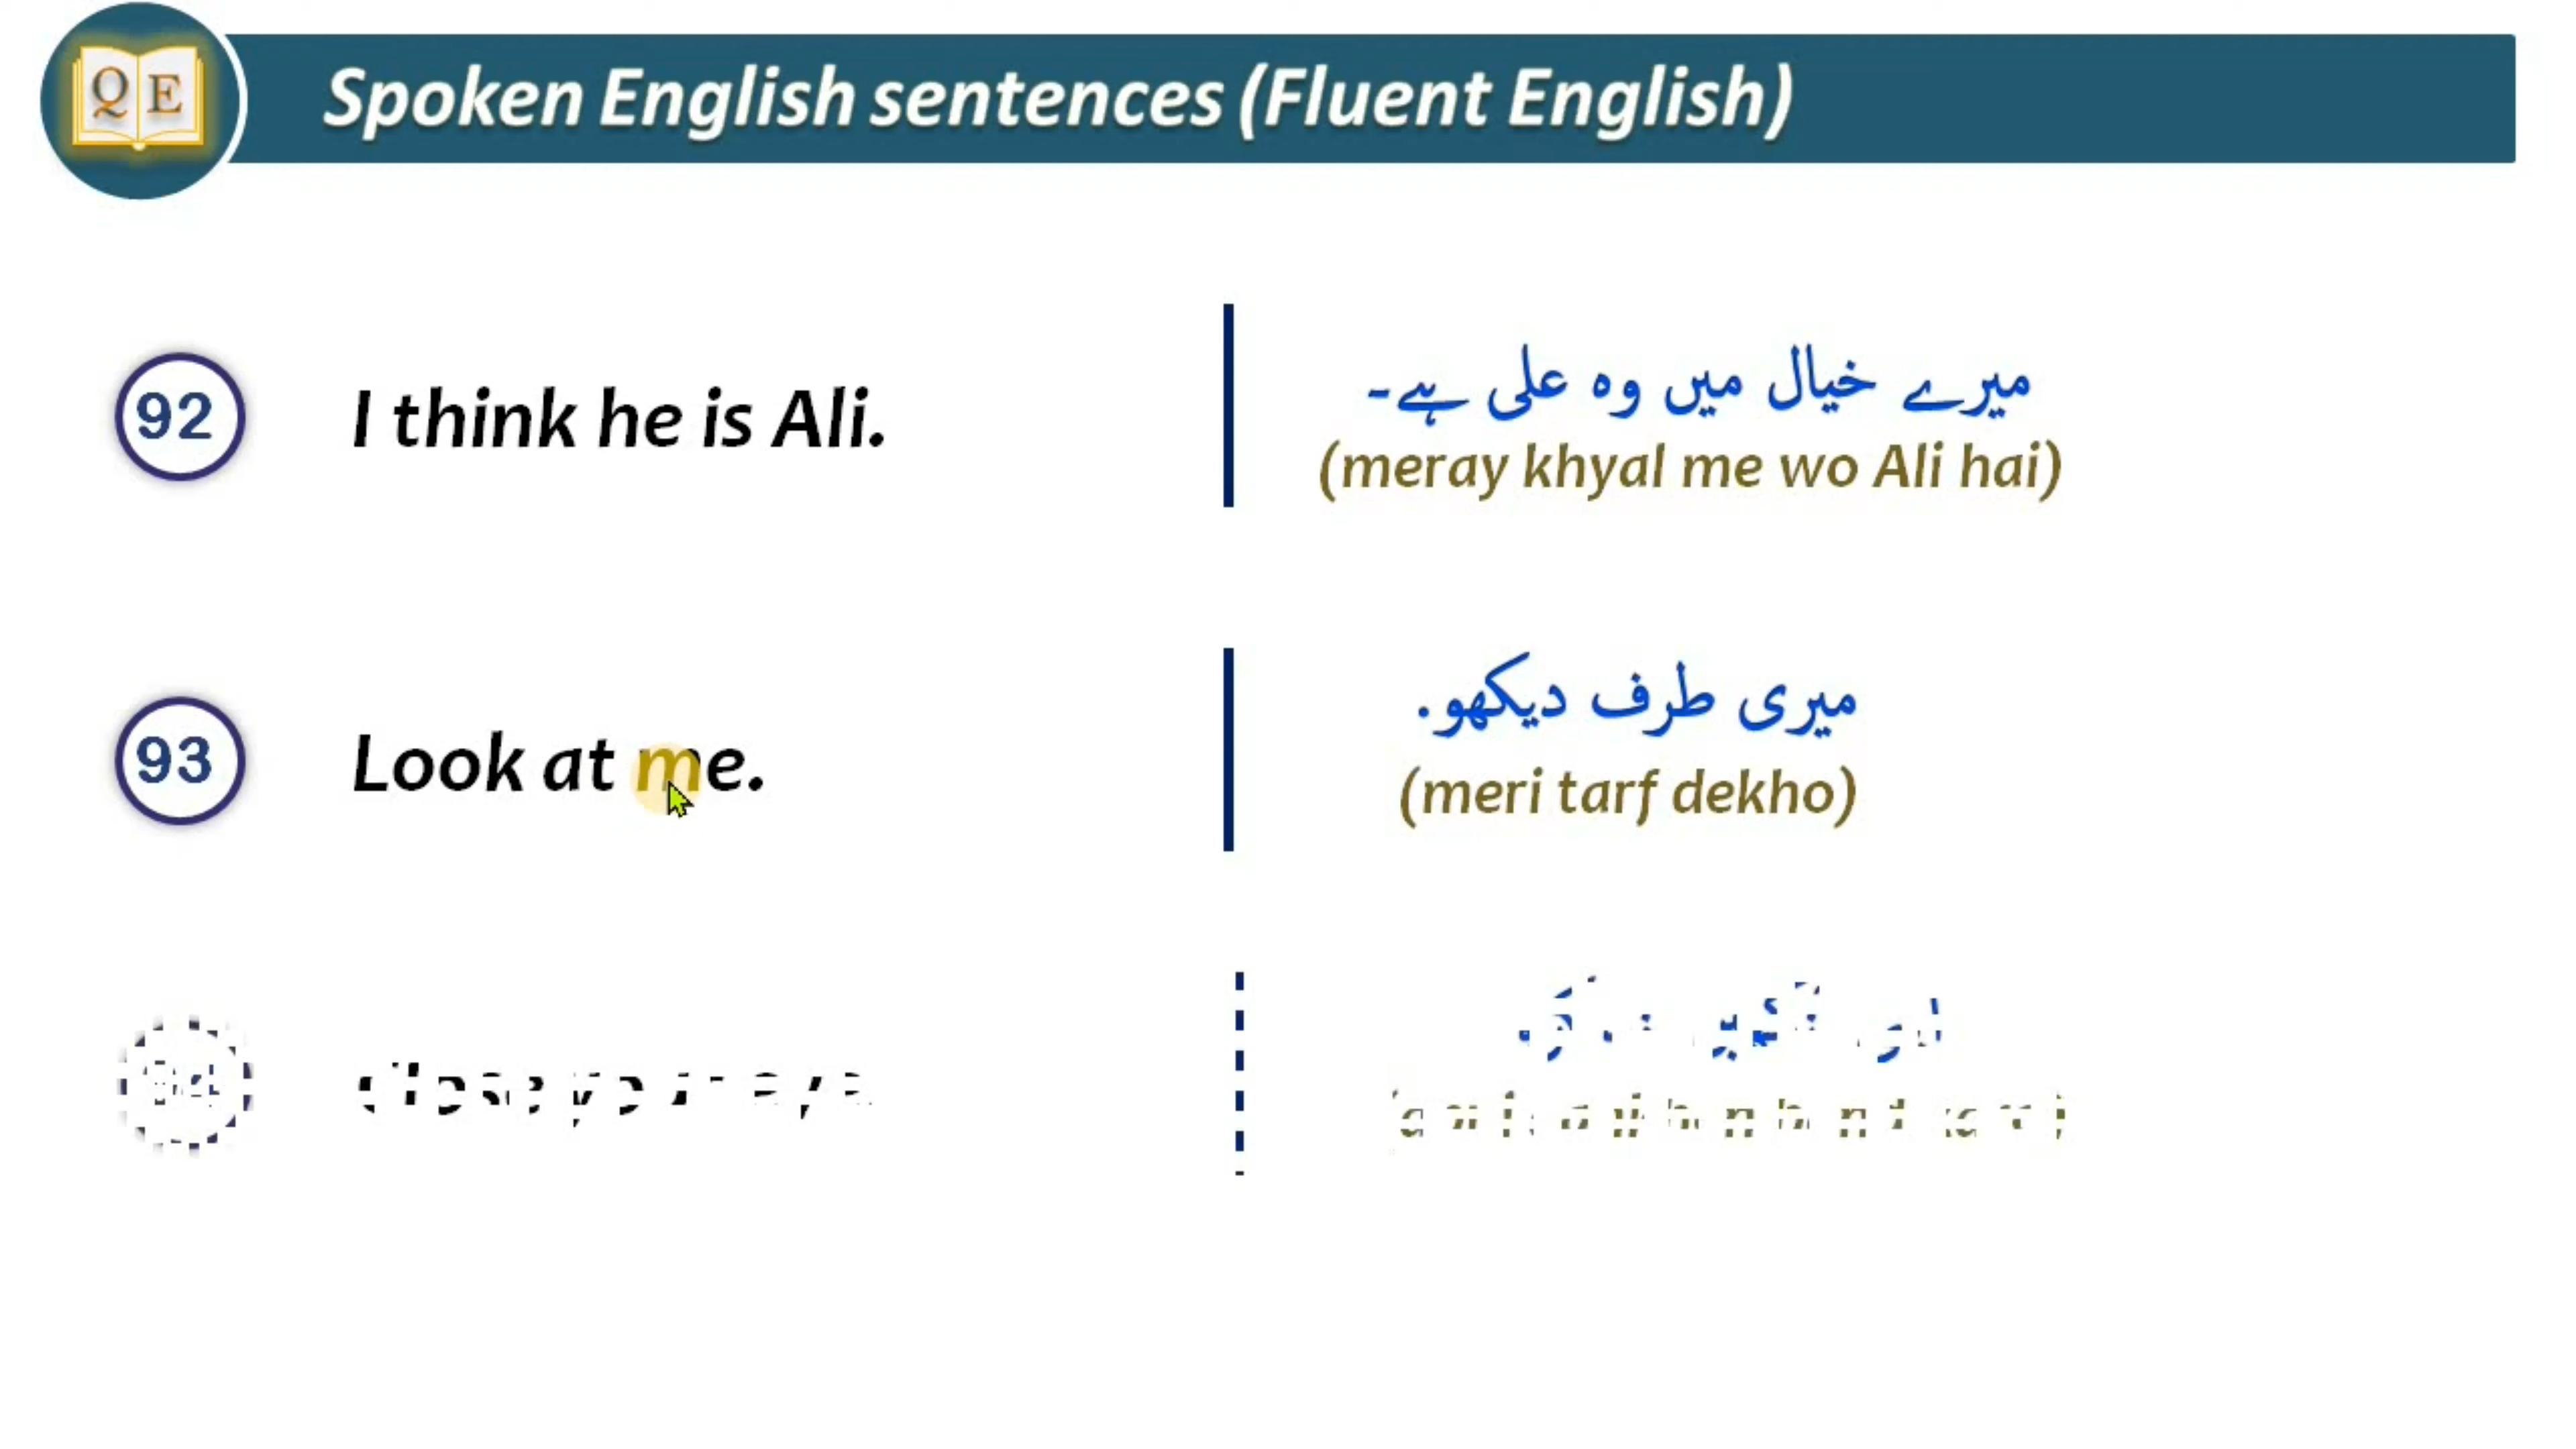 Q E
Spoken English sentences (Fluent English)
92
I think he is Ali.
میرے خیال میں وہ علی ہے۔
(meray khyal me wo Ali hai)
93
Look at me.
میری طرف دیکھو.
(meri tarf dekho)